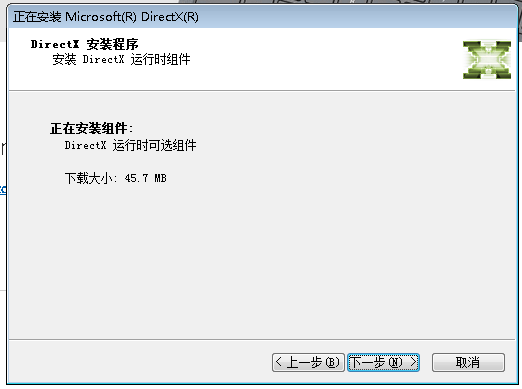 正在安装 Microsoft(R) DirectX(R)
DirectX 安装程序
安装 DirectX 运行时组件
正在安装组件:
DirectX 运行时可选组件
下载大小: 45.7 MB
< 上一步(B) 下一步(N) > 取消